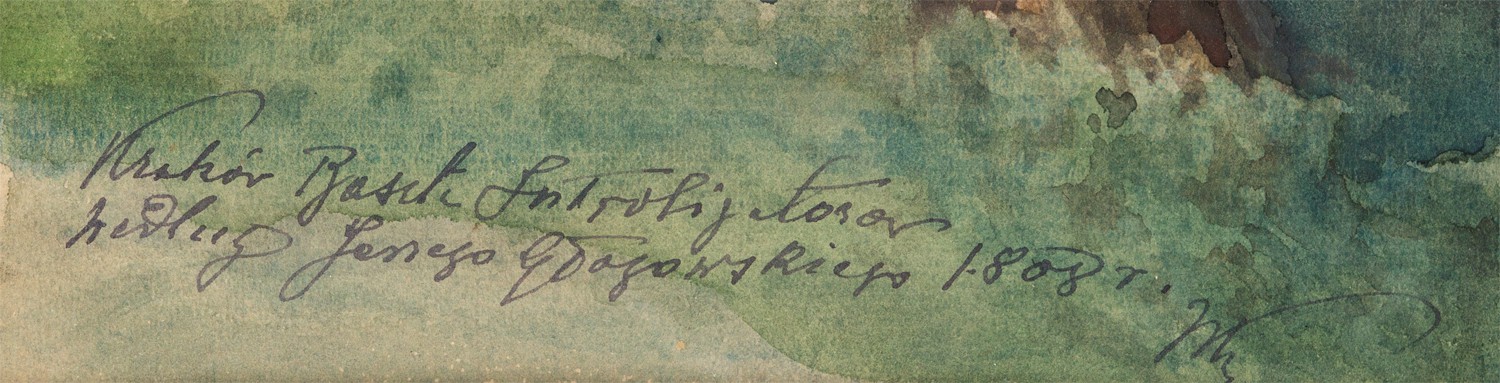 Kraków Baszta Introligatorów
według Jerzego Głogowskiego 1808 r.